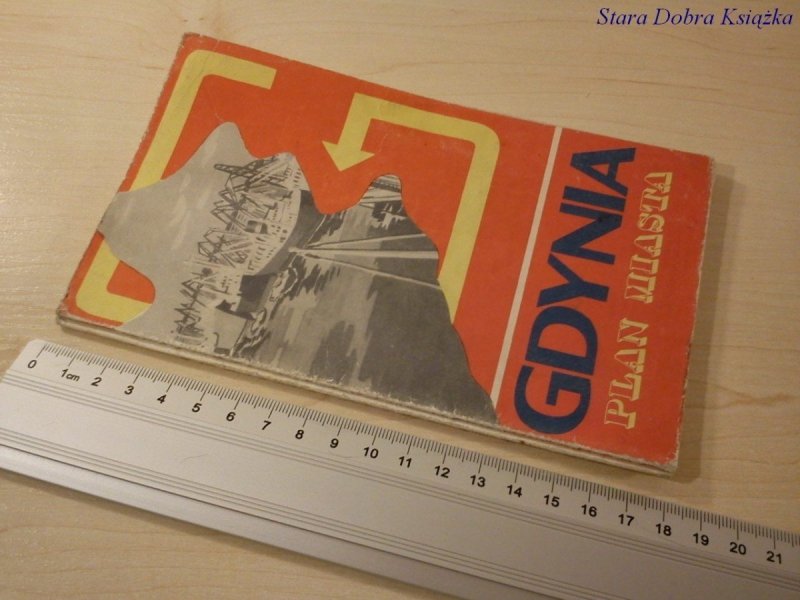 Stara Dobra Książka
GDYNIA
PLAN MIASTA
0 1cm 2 3 4 5 6 7 8 9 10 11 12 13 14 15 16 17 18 19 20 21